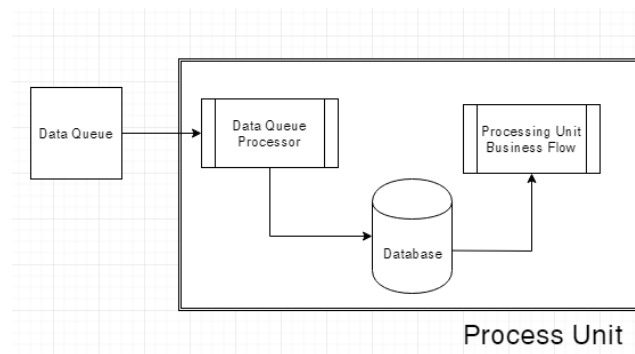 Data Queue
Data Queue
Processor
Processing Unit
Business Flow
Database
Process Unit